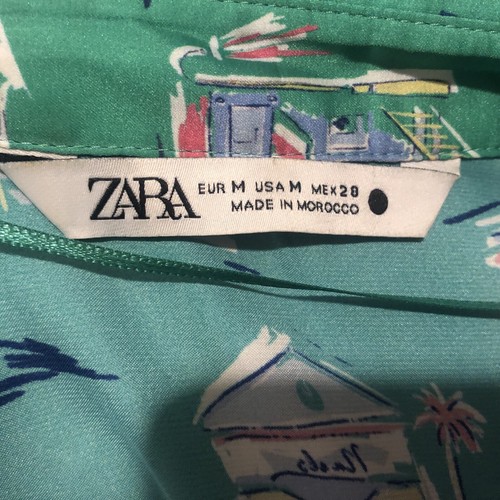 ZARA
EUR M USA M MEX 28
MADE IN MOROCCO